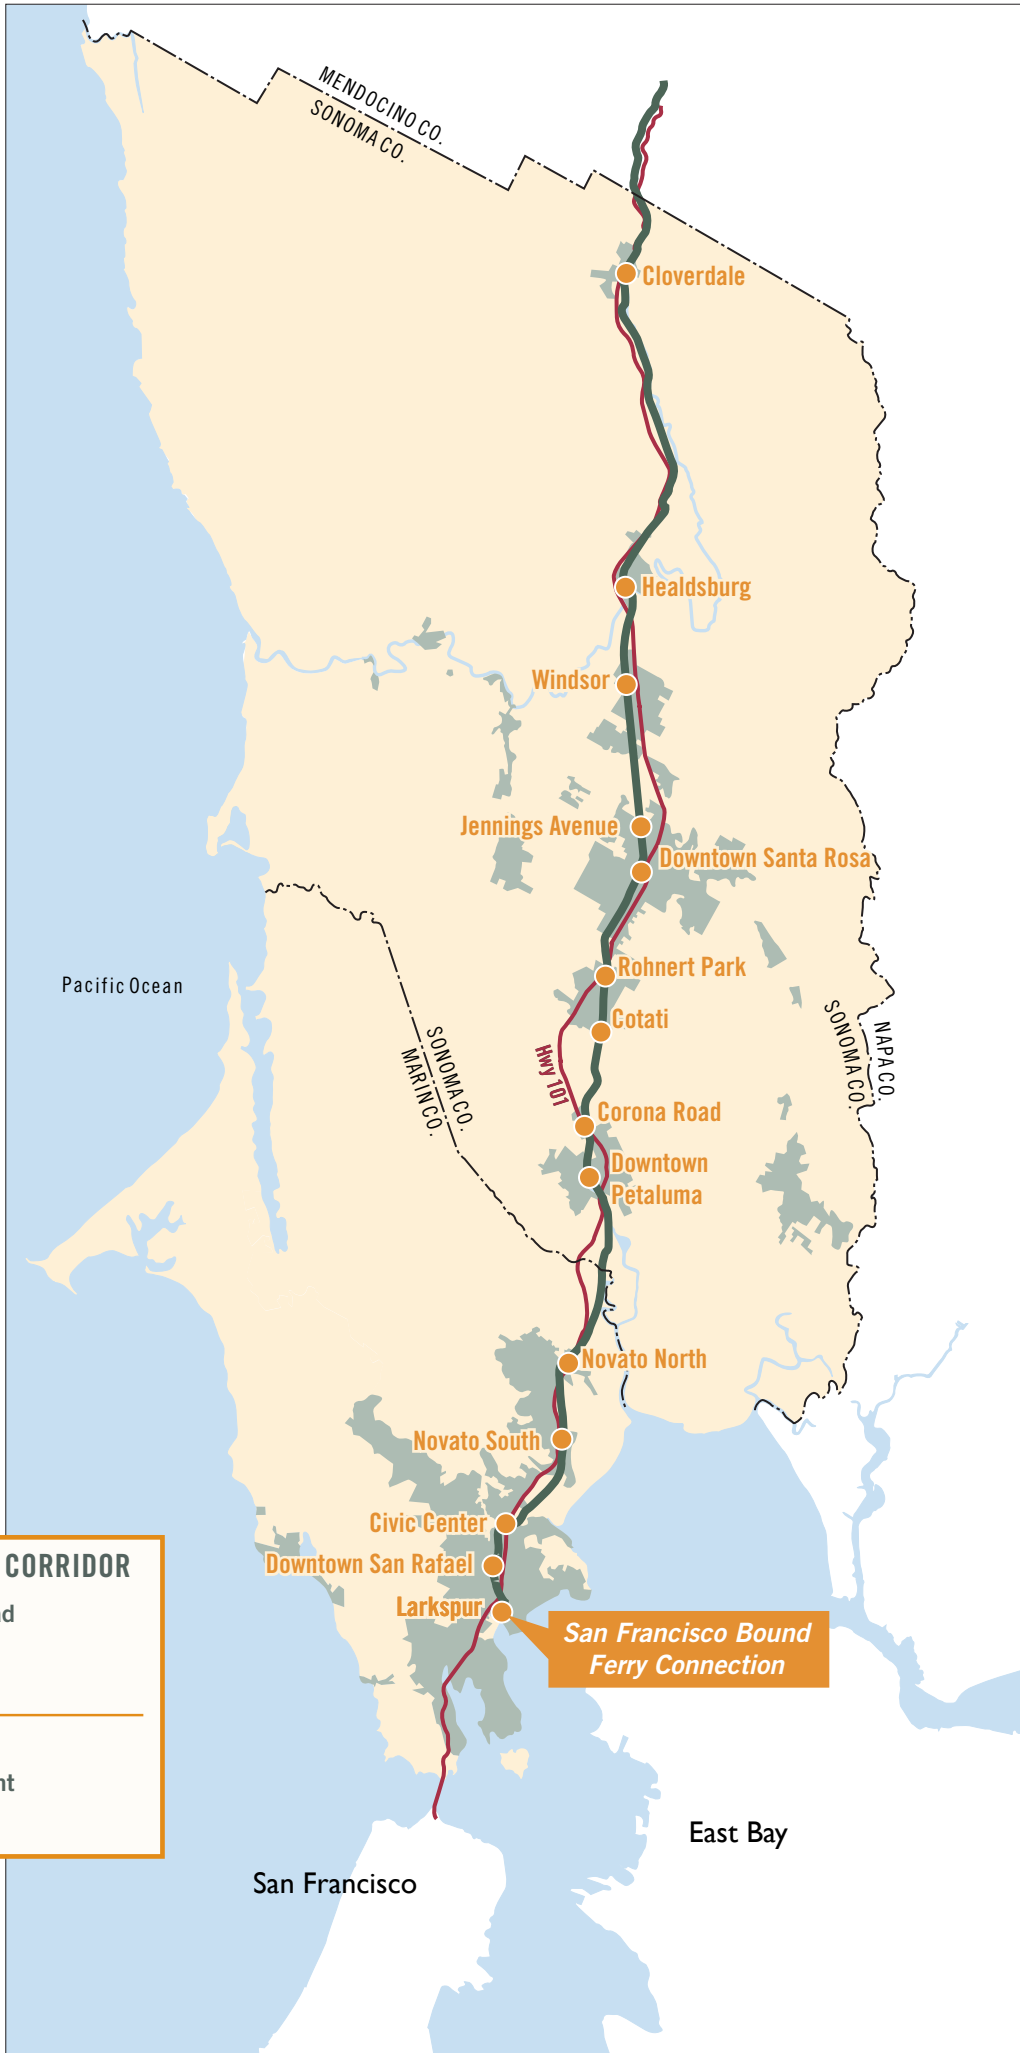 MENDOCINO CO.
SONOMA CO.
Cloverdale
Healdsburg
Windsor
Jennings Avenue
Downtown Santa Rosa
Rohnert Park
Pacific Ocean
Cotati
SONOMA CO.
MARIN CO.
Hwy 101
NAPA CO.
SONOMA CO.
Corona Road
Downtown
Petaluma
Novato North
Novato South
Civic Center
Downtown San Rafael
Larkspur
San Francisco Bound
Ferry Connection
CORRIDOR
East Bay
San Francisco